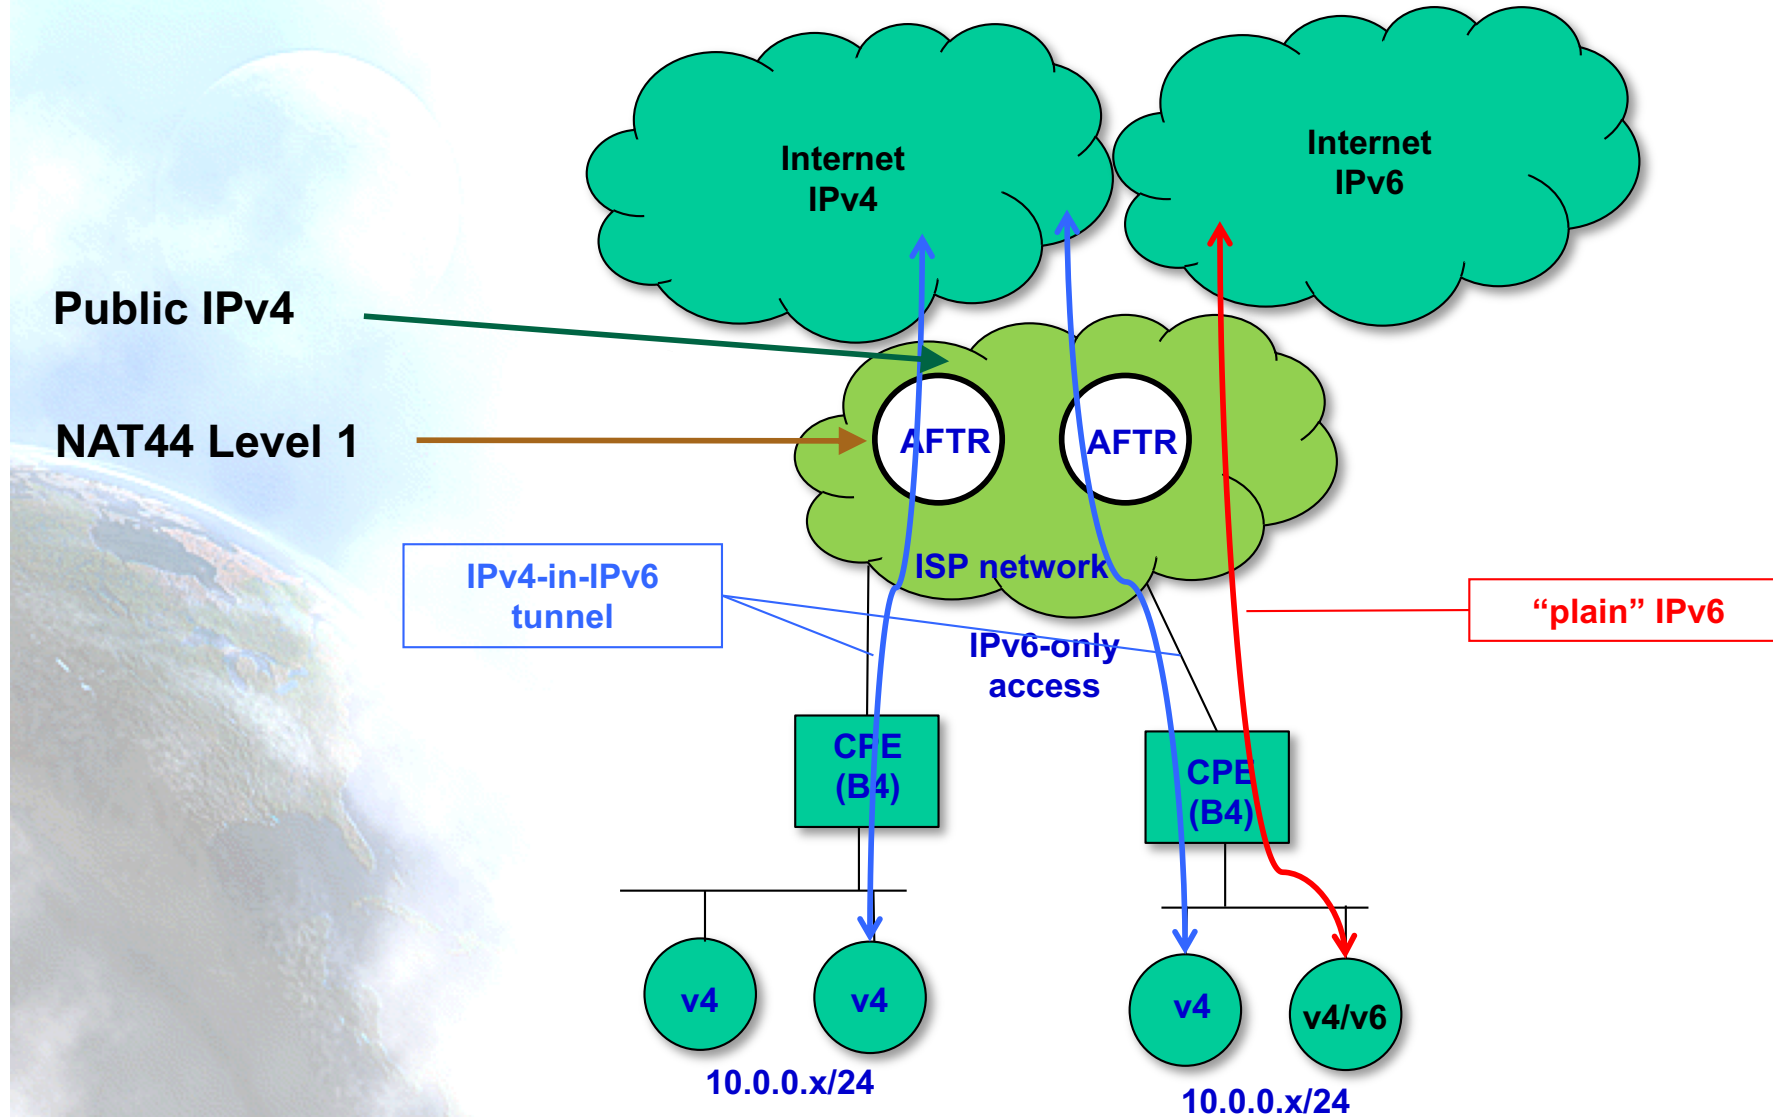 Internet
IPv4
Internet
IPv6
Public IPv4
NAT44 Level 1
AFTR
AFTR
ISP network
IPv4-in-IPv6
tunnel
“plain” IPv6
IPv6-only
access
CPE
(B4)
CPE
(B4)
v4
v4
v4
v4/v6
10.0.0.x/24
10.0.0.x/24